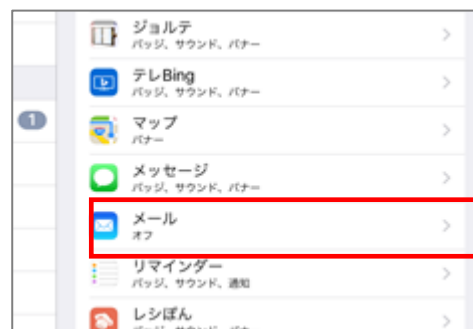 ジョルテ
バッジ、サウンド、バナー
テレBing
バッジ、サウンド、バナー
1
マップ
バナー
メッセージ
バッジ、サウンド、バナー
メール
オフ
リマインダー
バッジ、サウンド、通知
レシぽん